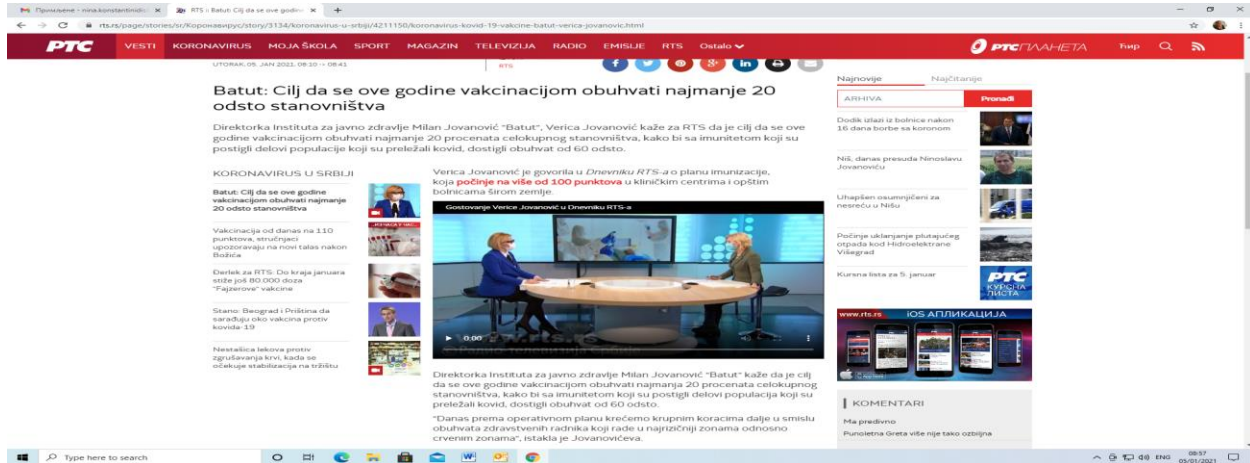 Примљене - nina.konstantinidi
RTS :: Batut: Cilj da se ove godine
rts.rs/page/stories/sr/Коронавирус/story/3134/koronavirus-u-srbiji/4211150/koronavirus-kovid-19-vakcine-batut-verica-jovanovic.html
РТС VESTI KORONAVIRUS MOJA ŠKOLA SPORT MAGAZIN TELEVIZIJA RADIO EMISIJE RTS Ostalo РТСПЛАНЕТА Ћир
UTORAK, 05. JAN 2021, 08:10 -> 08:41
RTS
Batut: Cilj da se ove godine vakcinacijom obuhvati najmanje 20
odsto stanovništva
Direktorka Instituta za javno zdravlje Milan Jovanović "Batut", Verica Jovanović kaže za RTS da je cilj da se ove
godine vakcinacijom obuhvati najmanje 20 procenata celokupnog stanovništva, kako bi sa imunitetom koji su
postigli delovi populacije koji su preležali kovid, dostigli obuhvat od 60 odsto.
KORONAVIRUS U SRBIJI
Batut: Cilj da se ove godine
vakcinacijom obuhvati najmanje
20 odsto stanovništva
Vakcinacija od danas na 110
punktova, stručnjaci
upozoravaju na novi talas nakon
Božića
Đerlek za RTS: Do kraja januara
stiže još 80.000 doza
"Fajzerove" vakcine
Stano: Beograd i Priština da
sarađuju oko vakcina protiv
kovida-19
Nestašica lekova protiv
zgrušavanja krvi, kada se
očekuje stabilizacija na tržištu
Verica Jovanović je govorila u Dnevniku RTS-a o planu imunizacije,
koja počinje na više od 100 punktova u kliničkim centrima i opštim
bolnicama širom zemlje.
Gostovanje Verice Jovanović u Dnevniku RTS-a
0:00
Direktorka Instituta za javno zdravlje Milan Jovanović "Batut" kaže da je cilj
da se ove godine vakcinacijom obuhvati najmanja 20 procenata celokupnog
stanovništva, kako bi sa imunitetom koji su postigli delovi populacija koji su
preležali kovid, dostigli obuhvat od 60 odsto.
"Danas prema operativnom planu krećemo krupnim koracima dalje u smislu
obuhvata zdravstvenih radnika koji rade u najrizičniji zonama odnosno
crvenim zonama", istakla je Jovanovićeva.
Najnovije Najčitanije
ARHIVA Pronađi
Dodik izlazi iz bolnice nakon
16 dana borbe sa koronom
Niš, danas presuda Ninoslavu
Jovanoviću
Uhapšen osumnjičeni za
nesreću u Nišu
Počinje uklanjanje plutajućeg
otpada kod Hidroelektrane
Višegrad
Kursna lista za 5. januar
РТС
КУРСНА
ЛИСТА
www.rts.rs iOS АПЛИКАЦИЈА
KOMENTARI
Ma predivno
Punoletna Greta više nije tako ozbiljna
Type here to search
ENG
08:57
05/01/2021